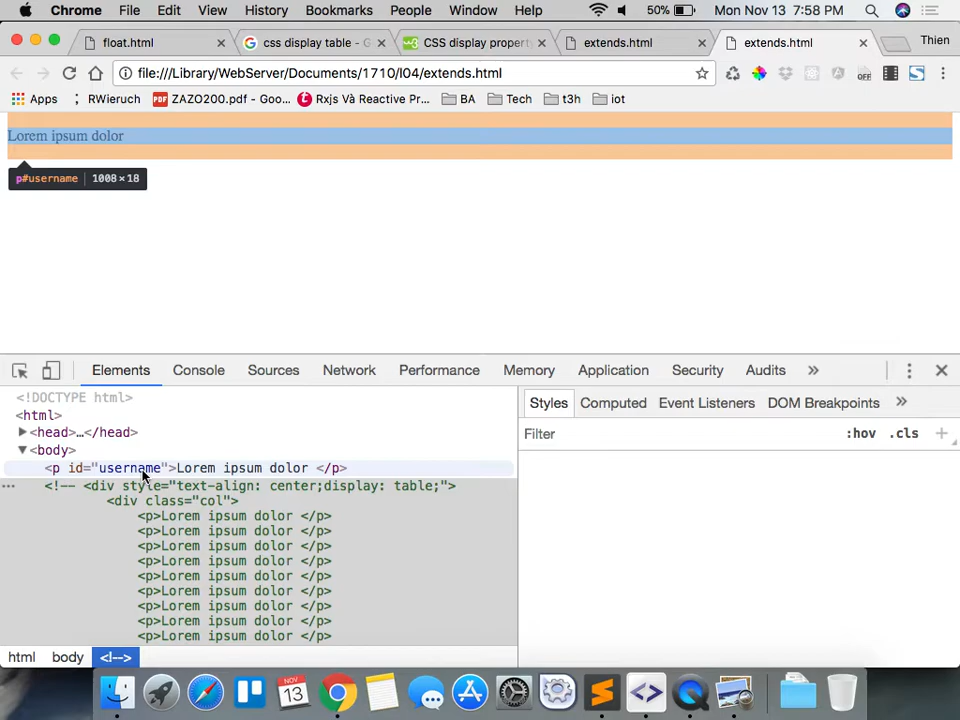 Chrome File Edit View History Bookmarks People Window Help 50% Mon Nov 13 7:58 PM
float.html css display table - G CSS display property extends.html extends.html Thien
file:///Library/WebServer/Documents/1710/l04/extends.html OFF
Apps RWieruch PDF ZAZO200.pdf - Goo... Rxjs Và Reactive Pr... BA Tech t3h iot
Lorem ipsum dolor
p#username 1008 × 18
Elements Console Sources Network Performance Memory Application Security Audits »
<!DOCTYPE html>
<html>
<head>…</head>
<body>
<p id="username">Lorem ipsum dolor </p>
<!-- <div style="text-align: center;display: table;">
<div class="col">
<p>Lorem ipsum dolor </p>
<p>Lorem ipsum dolor </p>
<p>Lorem ipsum dolor </p>
<p>Lorem ipsum dolor </p>
<p>Lorem ipsum dolor </p>
<p>Lorem ipsum dolor </p>
<p>Lorem ipsum dolor </p>
<p>Lorem ipsum dolor </p>
<p>Lorem ipsum dolor </p>
html body <!-->
Styles Computed Event Listeners DOM Breakpoints »
Filter :hov .cls +
NOV
13